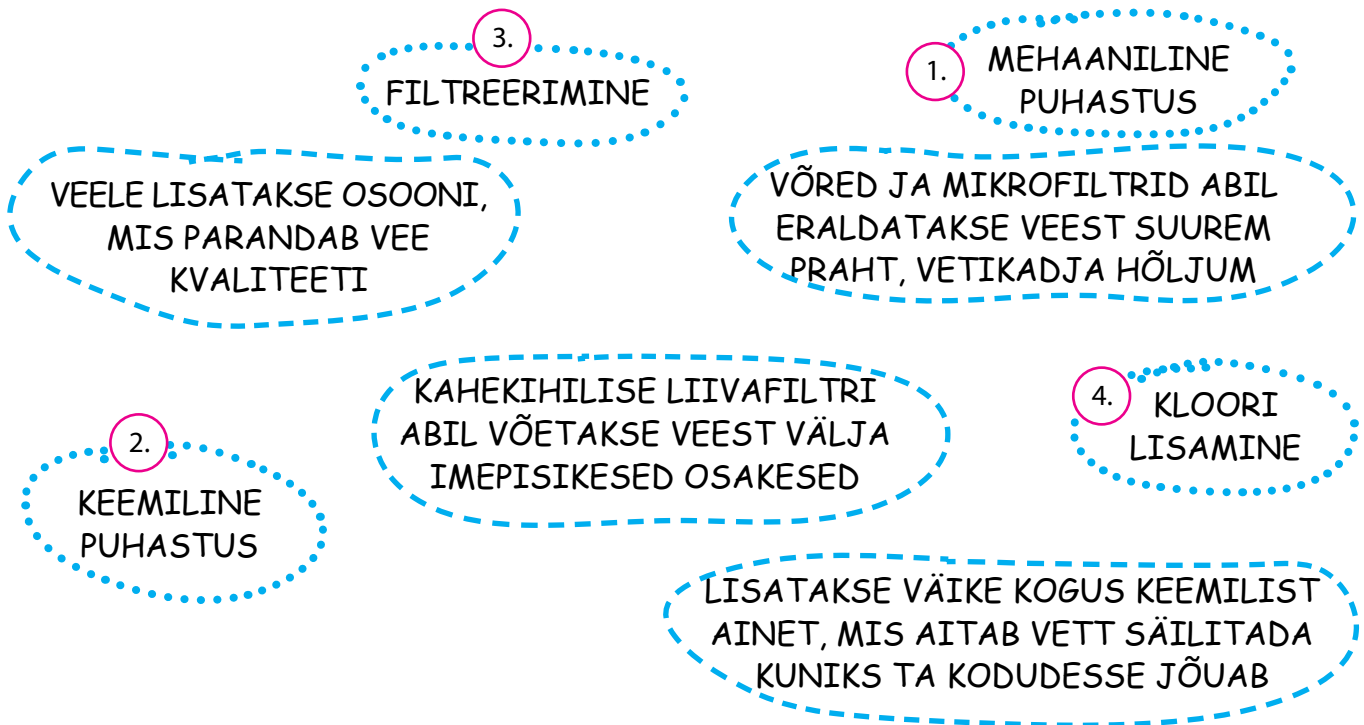 3.
FILTREERIMINE
1.
MEHAANILINE
PUHASTUS
VEELE LISATAKSE OSOONI,
MIS PARANDAB VEE
KVALITEETI
VÕRED JA MIKROFILTRID ABIL
ERALDATAKSE VEEST SUUREM
PRAHT, VETIKADJA HÕLJUM
KAHEKIHILISE LIIVAFILTRI
ABIL VÕETAKSE VEEST VÄLJA
IMEPISIKESED OSAKESED
4.
KLOORI
LISAMINE
2.
KEEMILINE
PUHASTUS
LISATAKSE VÄIKE KOGUS KEEMILIST
AINET, MIS AITAB VETT SÄILITADA
KUNIKS TA KODUDESSE JÕUAB